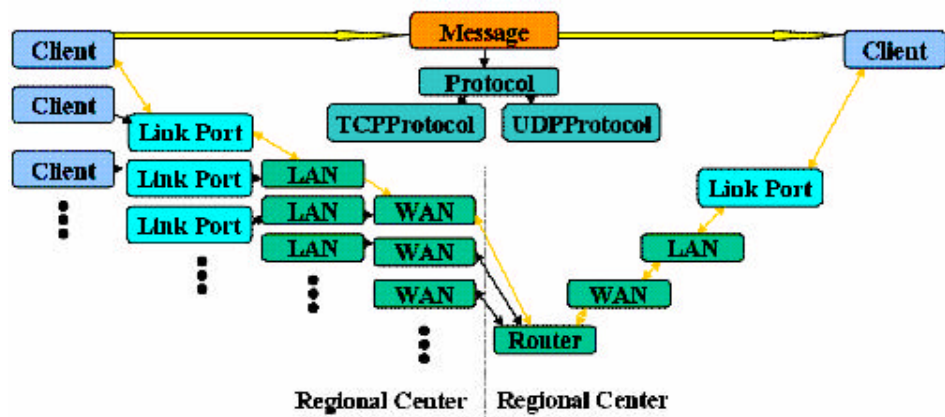 Message
Client
Client
Protocol
Client
TCPProtocol
UDPProtocol
Link Port
Client
Link Port
LAN
Link Port
Link Port
LAN
WAN
LAN
WAN
LAN
WAN
WAN
Router
Regional Center
Regional Center